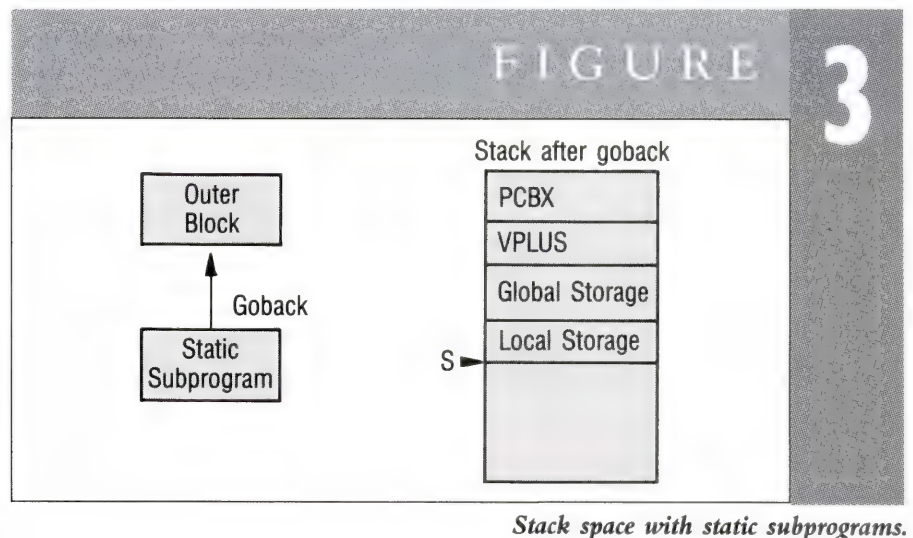 FIGURE 3
Outer
Block
Goback
Static
Subprogram
Stack after goback
PCBX
VPLUS
Global Storage
Local Storage
S
Stack space with static subprograms.